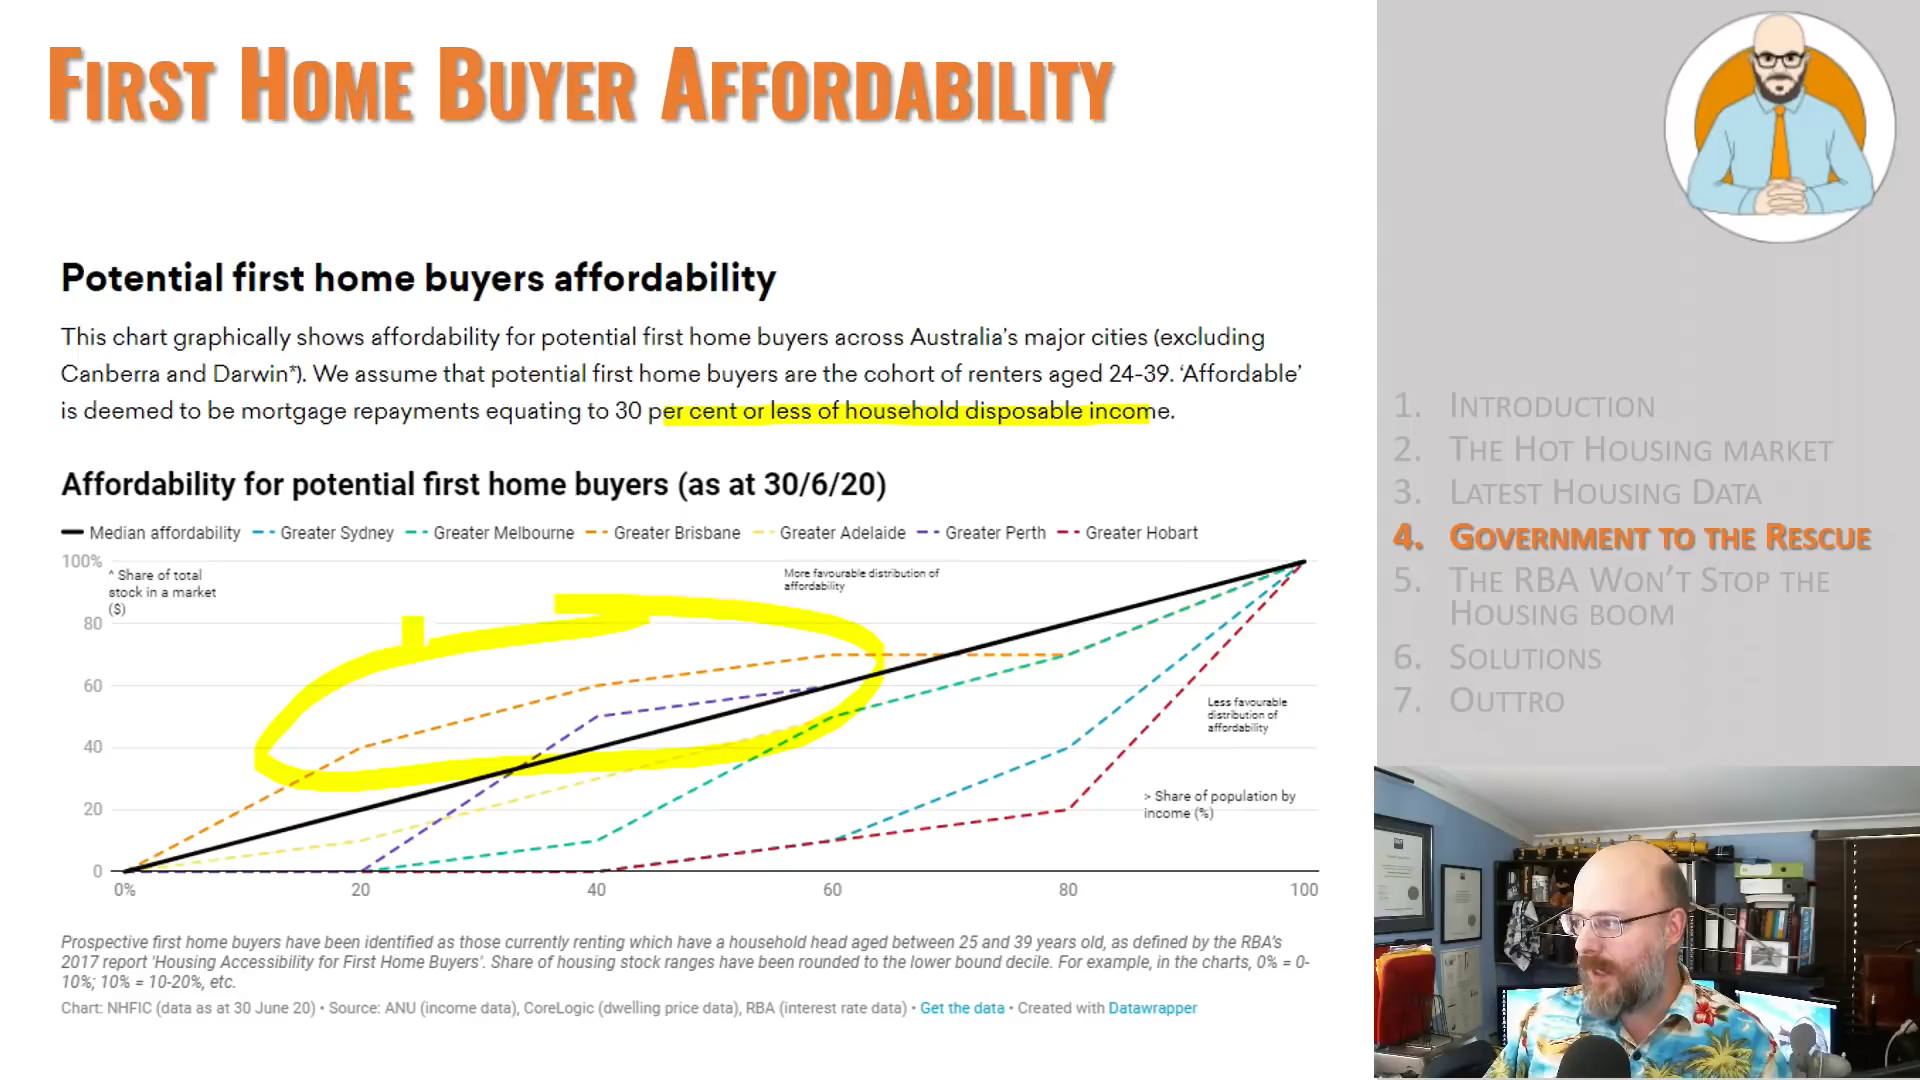 First Home Buyer Affordability
Potential first home buyers affordability
This chart graphically shows affordability for potential first home buyers across Australia's major cities (excluding
Canberra and Darwin*). We assume that potential first home buyers are the cohort of renters aged 24-39. 'Affordable'
is deemed to be mortgage repayments equating to 30 per cent or less of household disposable income.
Affordability for potential first home buyers (as at 30/6/20)
Median affordability Greater Sydney Greater Melbourne Greater Brisbane Greater Adelaide Greater Perth Greater Hobart
100%
^ Share of total
stock in a market
($)
More favourable distribution of
affordability
80
60
40
20
0
Less favourable
distribution of
affordability
> Share of population by
income (%)
0% 20 40 60 80 100
Prospective first home buyers have been identified as those currently renting which have a household head aged between 25 and 39 years old, as defined by the RBA's
2017 report 'Housing Accessibility for First Home Buyers'. Share of housing stock ranges have been rounded to the lower bound decile. For example, in the charts, 0% = 0-
10%; 10% = 10-20%, etc.
Chart: NHFIC (data as at 30 June 20) • Source: ANU (income data), CoreLogic (dwelling price data), RBA (interest rate data) • Get the data • Created with Datawrapper
1. Introduction
2. The Hot Housing market
3. Latest Housing Data
4. Government to the Rescue
5. The RBA Won't Stop the
Housing boom
6. Solutions
7. Outtro